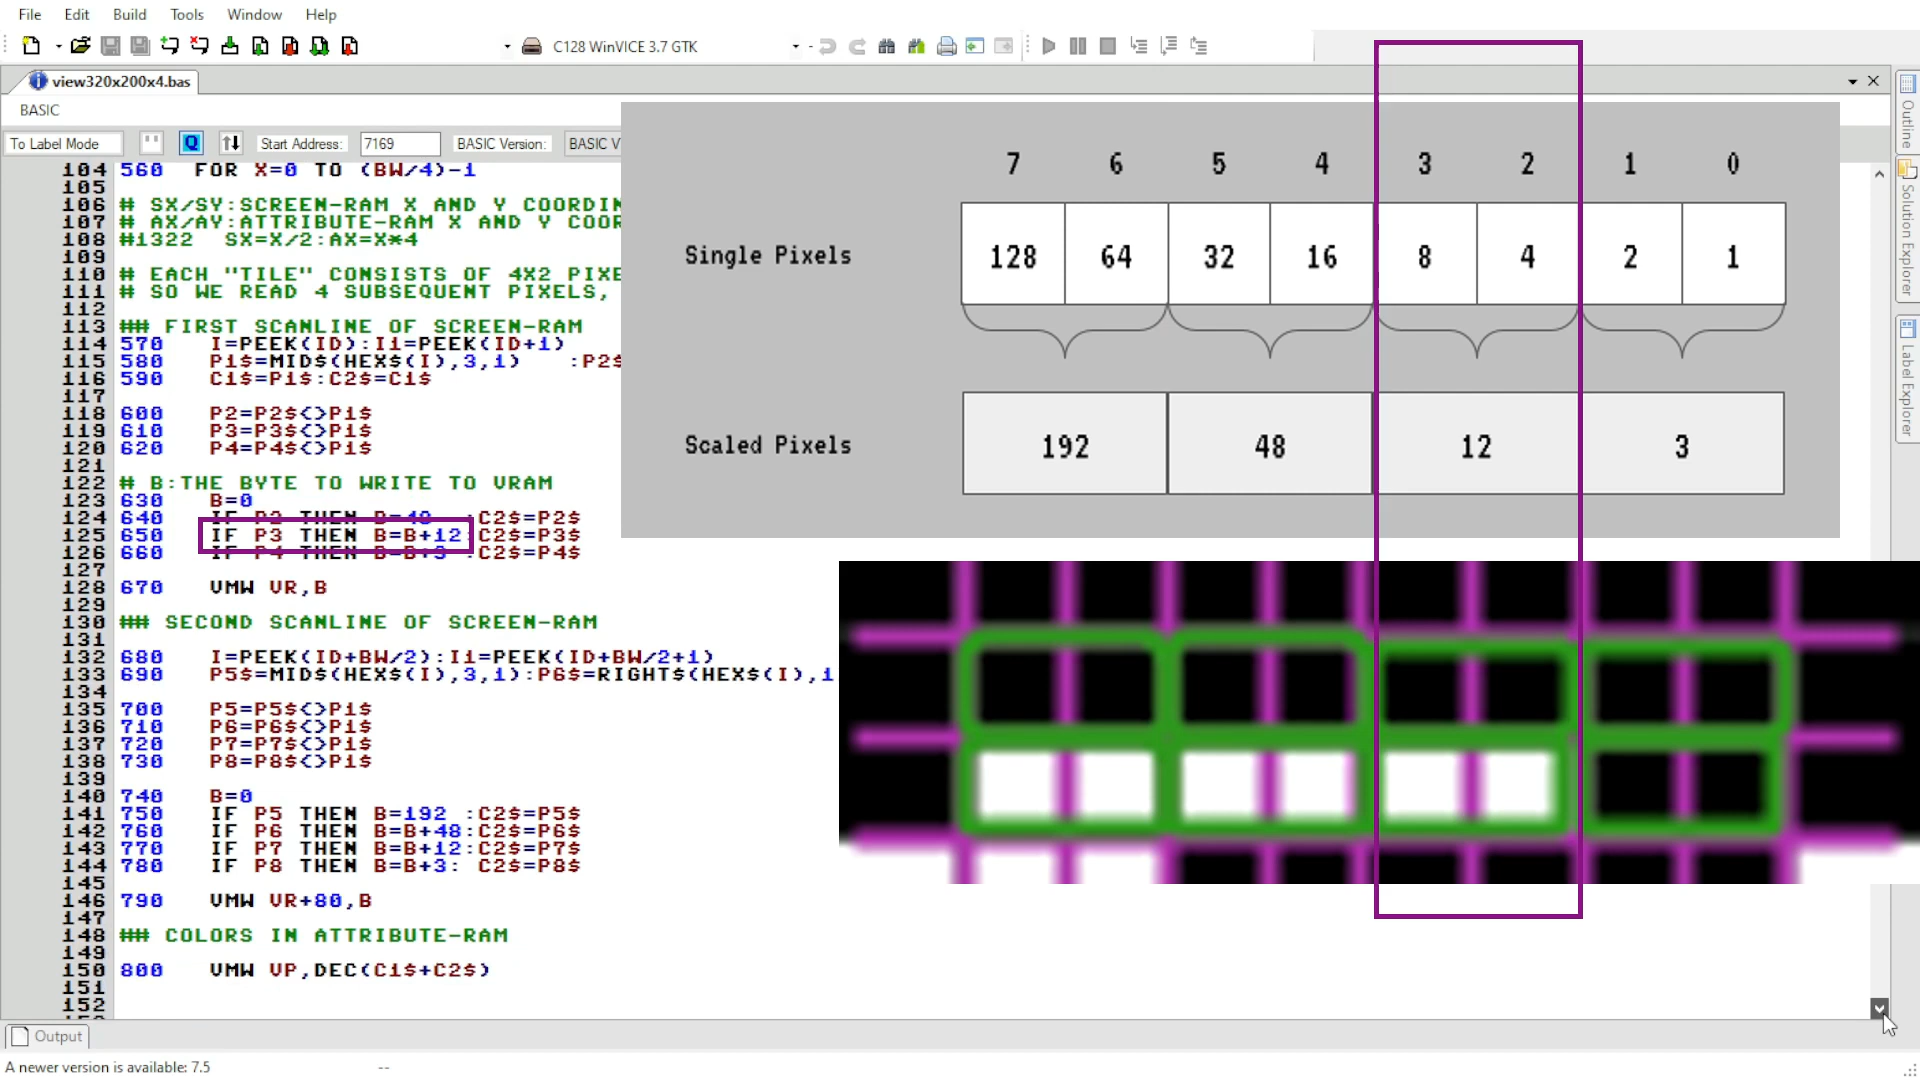 File Edit Build Tools Window Help
C128 WinVICE 3.7 GTK
view320x200x4.bas
BASIC
To Label Mode Q Start Address: 7169 BASIC Version: BASIC V
104 560 FOR X=0 TO (BW/4)-1
105
106 # SX/SY:SCREEN-RAM X AND Y COORDIN
107 # AX/AY:ATTRIBUTE-RAM X AND Y COOR
108 #1322 SX=X/2:AX=X*4
109
110 # EACH "TILE" CONSISTS OF 4X2 PIXE
111 # SO WE READ 4 SUBSEQUENT PIXELS,
112
113 ## FIRST SCANLINE OF SCREEN-RAM
114 570 I=PEEK(ID):I1=PEEK(ID+1)
115 580 P1$=MID$(HEX$(I),3,1) :P2$
116 590 C1$=P1$:C2$=C1$
117
118 600 P2=P2$<>P1$
119 610 P3=P3$<>P1$
120 620 P4=P4$<>P1$
121
122 # B:THE BYTE TO WRITE TO VRAM
123 630 B=0
124 640 IF P2 THEN B=48 :C2$=P2$
125 650 IF P3 THEN B=B+12:C2$=P3$
126 660 IF P4 THEN B=B+3 :C2$=P4$
127
128 670 VMW VR,B
129
130 ## SECOND SCANLINE OF SCREEN-RAM
131
132 680 I=PEEK(ID+BW/2):I1=PEEK(ID+BW/2+1)
133 690 P5$=MID$(HEX$(I),3,1):P6$=RIGHT$(HEX$(I),1
134
135 700 P5=P5$<>P1$
136 710 P6=P6$<>P1$
137 720 P7=P7$<>P1$
138 730 P8=P8$<>P1$
139
140 740 B=0
141 750 IF P5 THEN B=192 :C2$=P5$
142 760 IF P6 THEN B=B+48:C2$=P6$
143 770 IF P7 THEN B=B+12:C2$=P7$
144 780 IF P8 THEN B=B+3: C2$=P8$
145
146 790 VMW VR+80,B
147
148 ## COLORS IN ATTRIBUTE-RAM
149
150 800 VMW VP,DEC(C1$+C2$)
151
152
7 6 5 4 3 2 1 0
Single Pixels 128 64 32 16 8 4 2 1
Scaled Pixels 192 48 12 3
Outline
Solution Explorer
Label Explorer
Output
A newer version is available: 7.5 --